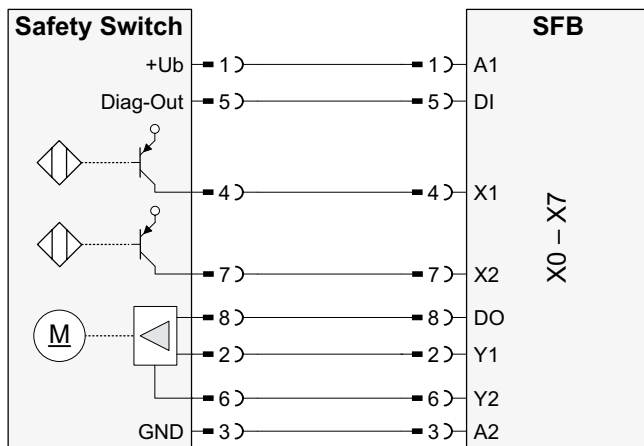 Safety Switch SFB
+Ub 1 1 A1
Diag-Out 5 5 DI
4 4 X1
X0 – X7
7 7 X2
8 8 DO
M
2 2 Y1
6 6 Y2
GND 3 3 A2